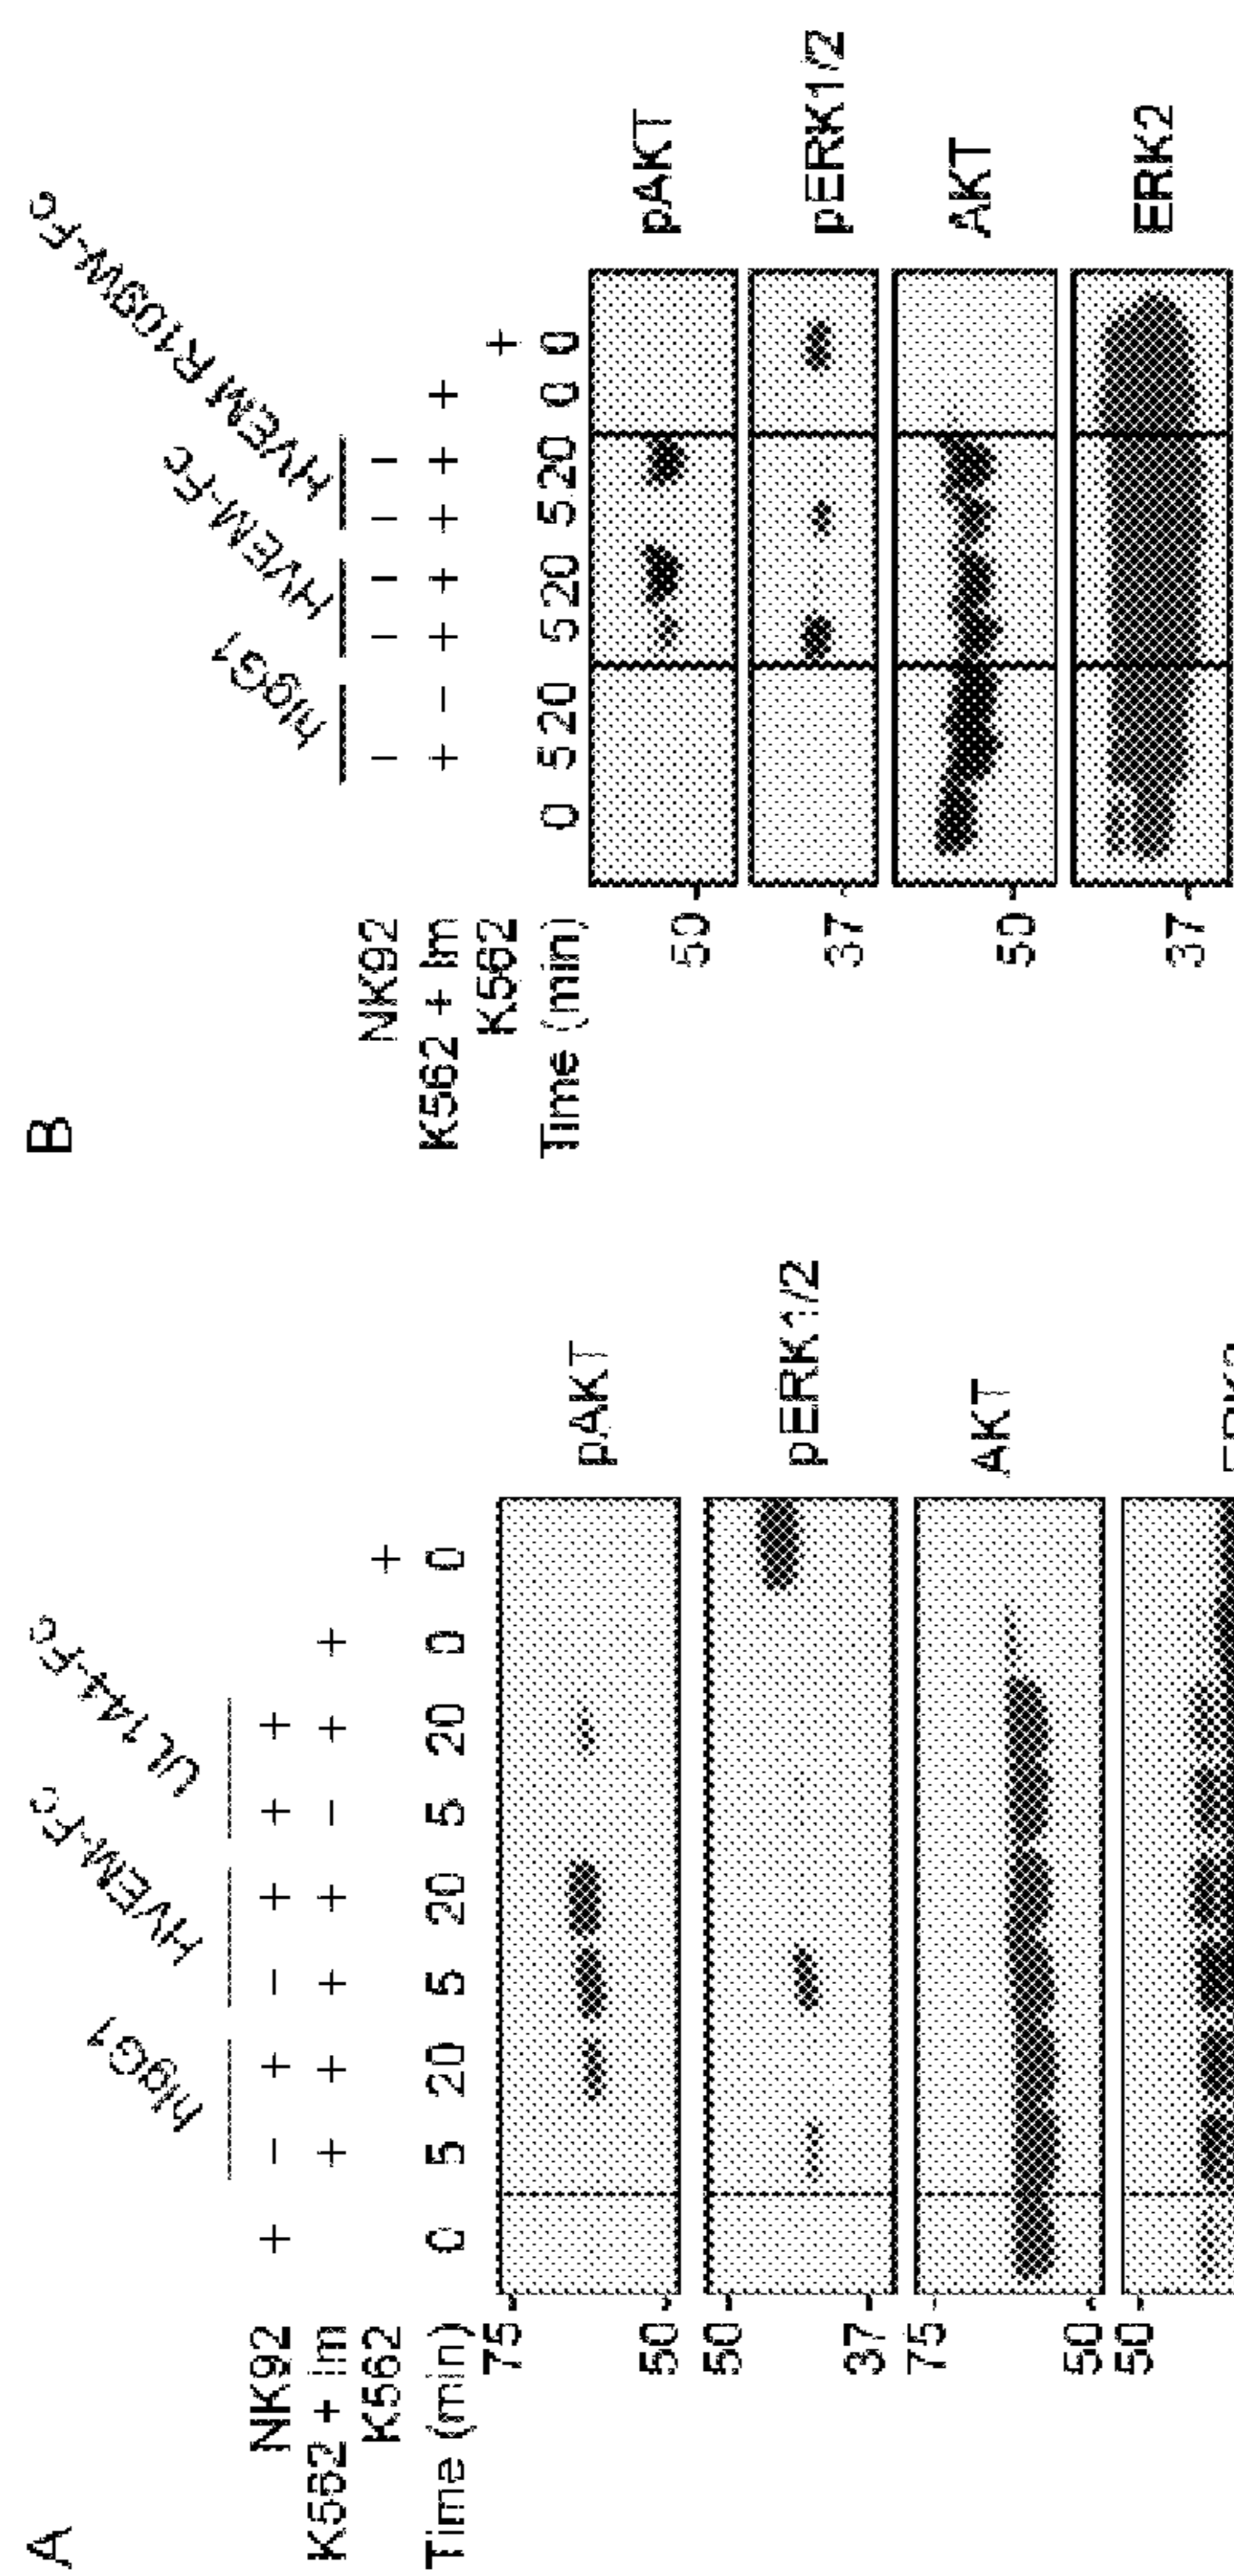 A
hIgG1 HVEM-Fc UL144-Fc
NK92 + − + − + + +
K562 + Im + + + + − + +
K562 +
Time (min) 0 5 20 5 20 5 20 0 0
75
50
pAKT
50
37
pERK1/2
75
50
AKT
50
B
hIgG1 HVEM-Fc HVEM R109W-Fc
NK92 − − − − −
K562 + Im + − + + + + +
K562 +
Time (min) 0 5 20 5 20 5 20 0 0
50
pAKT
37
pERK1/2
50
AKT
37
ERK2